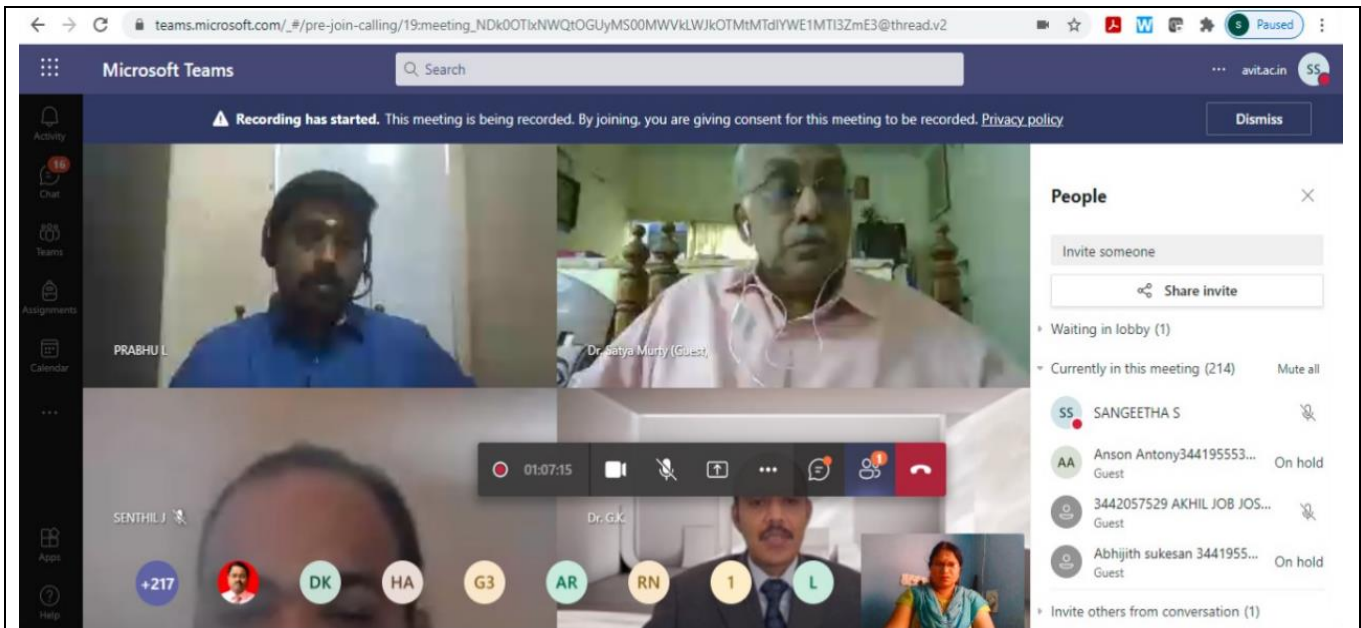 teams.microsoft.com/_#/pre-join-calling/19:meeting_NDk0OTIxNWQtOGUyMS00MWVkLWJkOTMtMTdlYWE1MTI3ZmE3@thread.v2
S Paused
Microsoft Teams
Search
avit.ac.in SS
Recording has started. This meeting is being recorded. By joining, you are giving consent for this meeting to be recorded. Privacy policy
Dismiss
Activity
16
Chat
Teams
Assignments
Calendar
Apps
Help
PRABHU L
Dr. Satya Murty (Guest,
SENTHIL J
Dr. G.K.
01:07:15
1
+217
DK
HA
G3
AR
RN
1
L
People
Invite someone
Share invite
Waiting in lobby (1)
Currently in this meeting (214) Mute all
SS SANGEETHA S
AA Anson Antony344195553... On hold
Guest
3442057529 AKHIL JOB JOS...
Guest
Abhijith sukesan 3441955... On hold
Guest
Invite others from conversation (1)